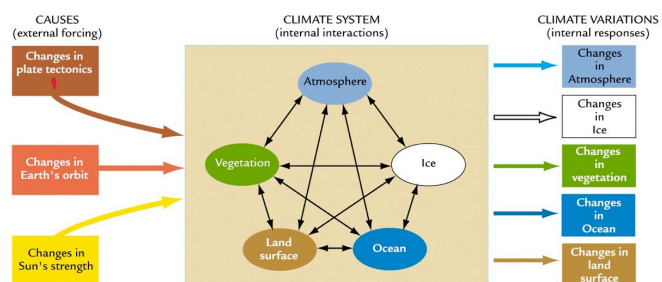 CAUSES
(external forcing)
Changes in
plate tectonics
Changes in
Earth's orbit
Changes in
Sun's strength
CLIMATE SYSTEM
(internal interactions)
Atmosphere
Vegetation
Ice
Land
surface
Ocean
CLIMATE VARIATIONS
(internal responses)
Changes
in
Atmosphere
Changes
in
Ice
Changes
in
vegetation
Changes
in
Ocean
Changes in
land
surface